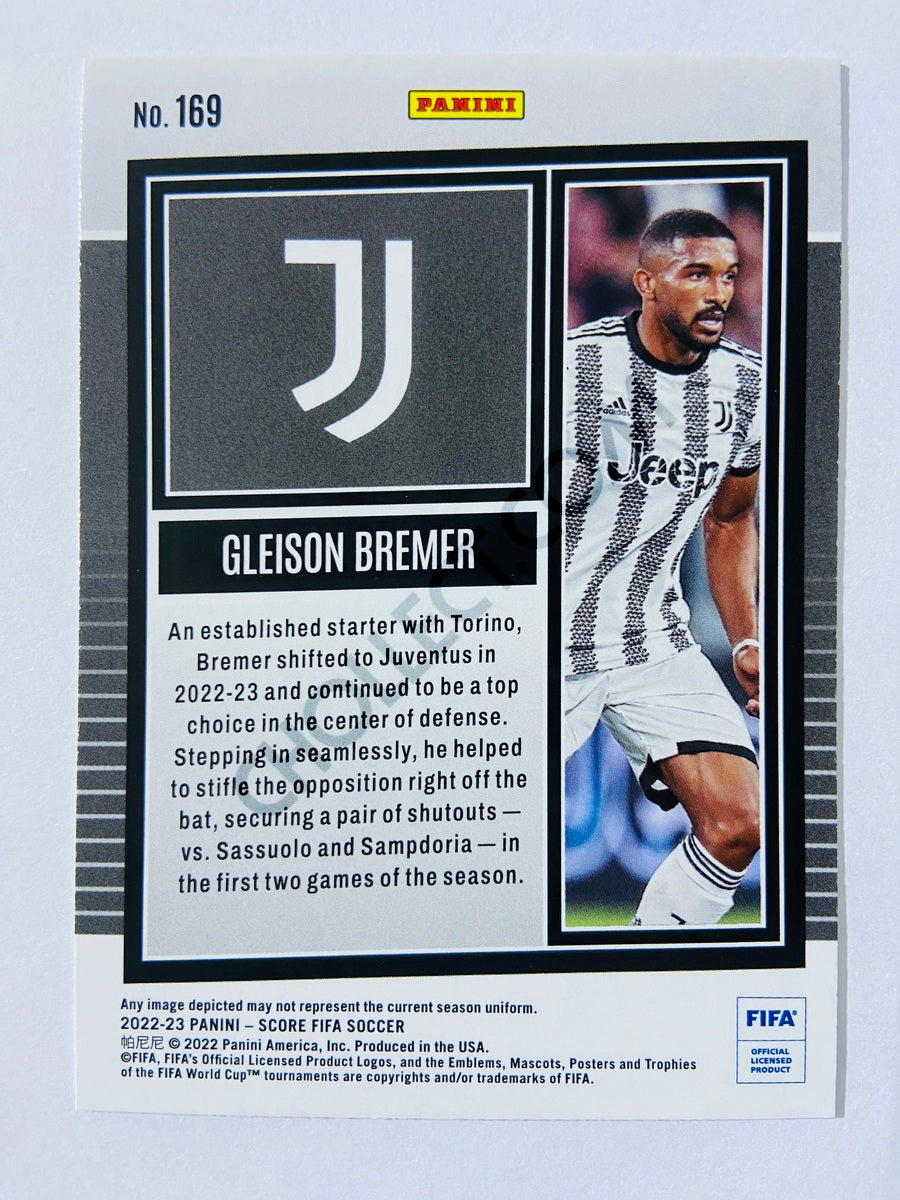 No. 169
PANINI
adidas
Jeep
GLEISON BREMER
An established starter with Torino,
Bremer shifted to Juventus in
2022-23 and continued to be a top
choice in the center of defense.
Stepping in seamlessly, he helped
to stifle the opposition right off the
bat, securing a pair of shutouts —
vs. Sassuolo and Sampdoria — in
the first two games of the season.
CHOLLECT.COM
Any image depicted may not represent the current season uniform.
2022-23 PANINI – SCORE FIFA SOCCER
帕尼尼 © 2022 Panini America, Inc. Produced in the USA.
©FIFA, FIFA's Official Licensed Product Logos, and the Emblems, Mascots, Posters and Trophies
of the FIFA World Cup™ tournaments are copyrights and/or trademarks of FIFA.
FIFA®
OFFICIAL
LICENSED
PRODUCT